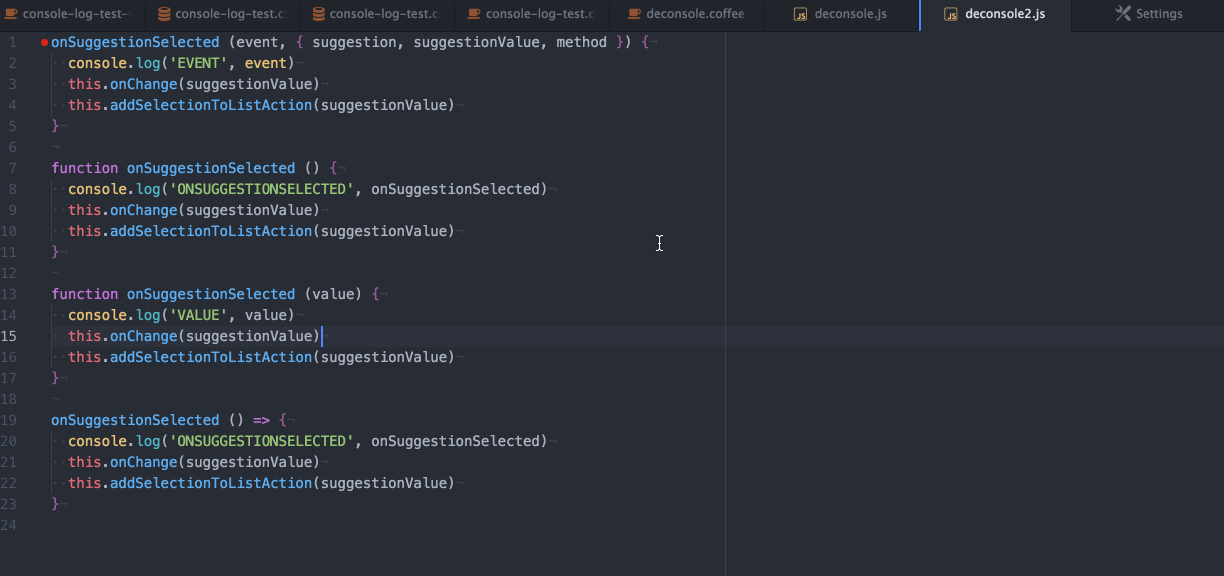 console-log-test-
console-log-test.c
console-log-test.c
console-log-test.c
deconsole.coffee
deconsole.js
deconsole2.js
Settings
1 onSuggestionSelected (event, { suggestion, suggestionValue, method }) {¬
2 ··console.log('EVENT', event)¬
3 ··this.onChange(suggestionValue)¬
4 ··this.addSelectionToListAction(suggestionValue)¬
5 }¬
6 ¬
7 function onSuggestionSelected () {¬
8 ··console.log('ONSUGGESTIONSELECTED', onSuggestionSelected)¬
9 ··this.onChange(suggestionValue)¬
10 ··this.addSelectionToListAction(suggestionValue)¬
11 }¬
12 ¬
13 function onSuggestionSelected (value) {¬
14 ··console.log('VALUE', value)¬
15 ··this.onChange(suggestionValue)¬
16 ··this.addSelectionToListAction(suggestionValue)¬
17 }¬
18 ¬
19 onSuggestionSelected () => {¬
20 ··console.log('ONSUGGESTIONSELECTED', onSuggestionSelected)¬
21 ··this.onChange(suggestionValue)¬
22 ··this.addSelectionToListAction(suggestionValue)¬
23 }¬
24